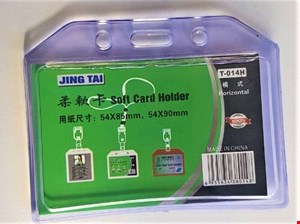 JING TAI
T-014H
横 式
Horizontal
柔軟卡 Soft Card Holder
用紙尺寸：54X85mm，54X90mm
MADE IN CHINA